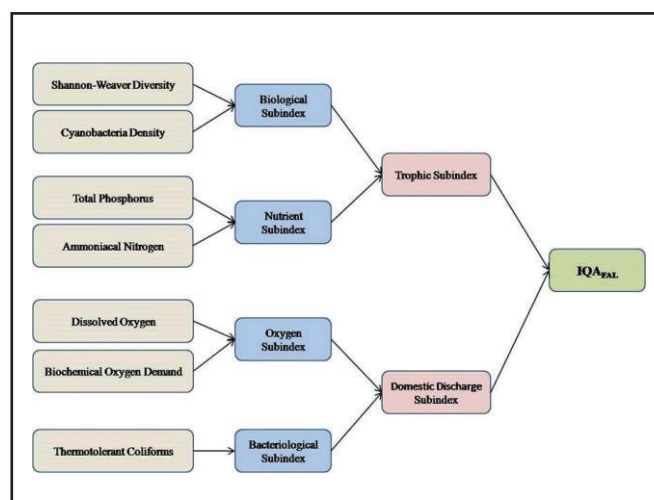 Shannon-Weaver Diversity
Cyanobacteria Density
Total Phosphorus
Ammoniacal Nitrogen
Dissolved Oxygen
Biochemical Oxygen Demand
Thermotolerant Coliforms
Biological
Subindex
Nutrient
Subindex
Oxygen
Subindex
Bacteriological
Subindex
Trophic Subindex
Domestic Discharge
Subindex
IQAFAL